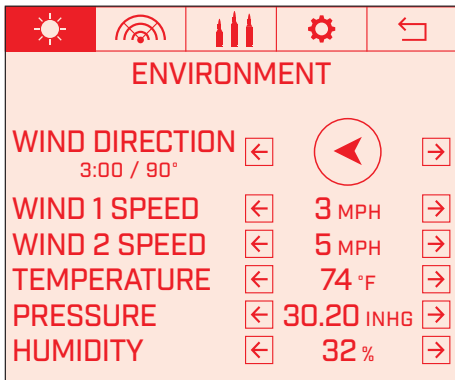 ENVIRONMENT
WIND DIRECTION
3:00 / 90°
WIND 1 SPEED 3 MPH
WIND 2 SPEED 5 MPH
TEMPERATURE 74 °F
PRESSURE 30.20 INHG
HUMIDITY 32 %